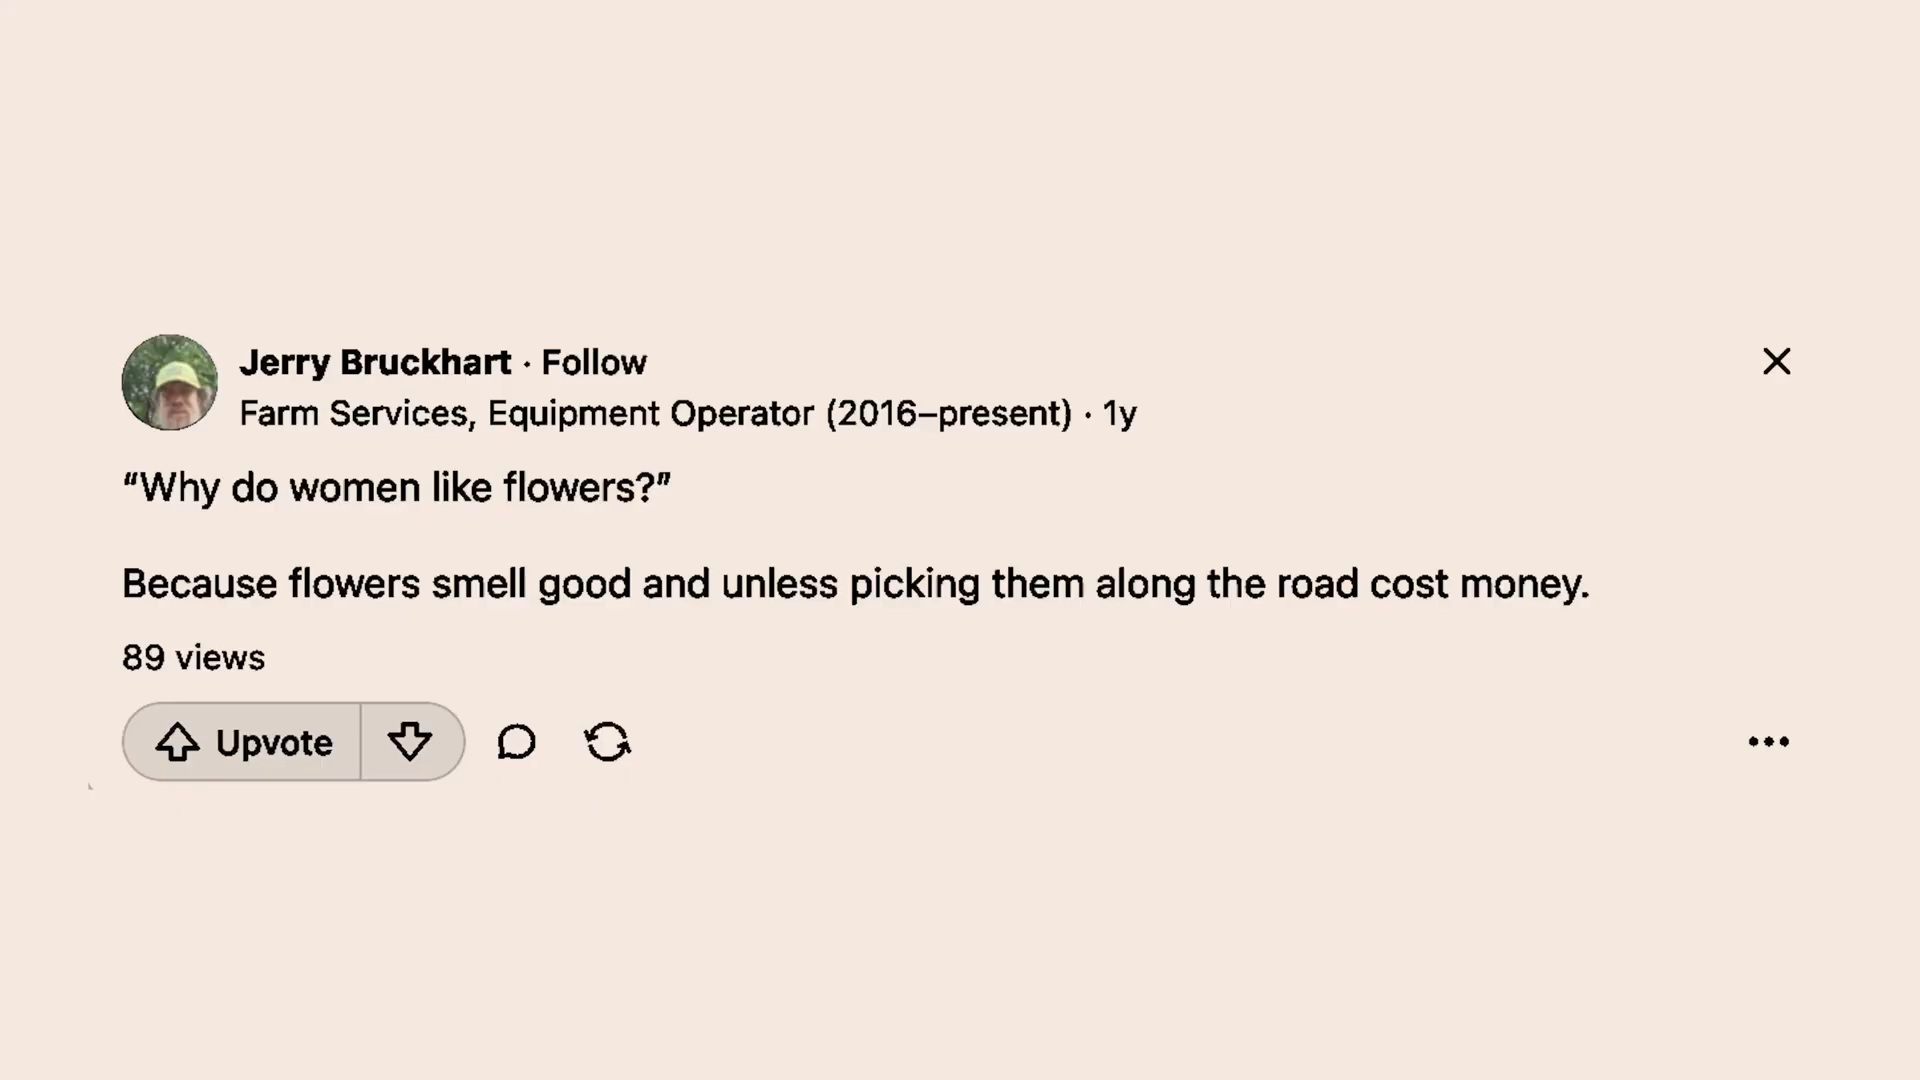 Jerry Bruckhart · Follow
Farm Services, Equipment Operator (2016–present) · 1y
“Why do women like flowers?”
Because flowers smell good and unless picking them along the road cost money.
89 views
Upvote